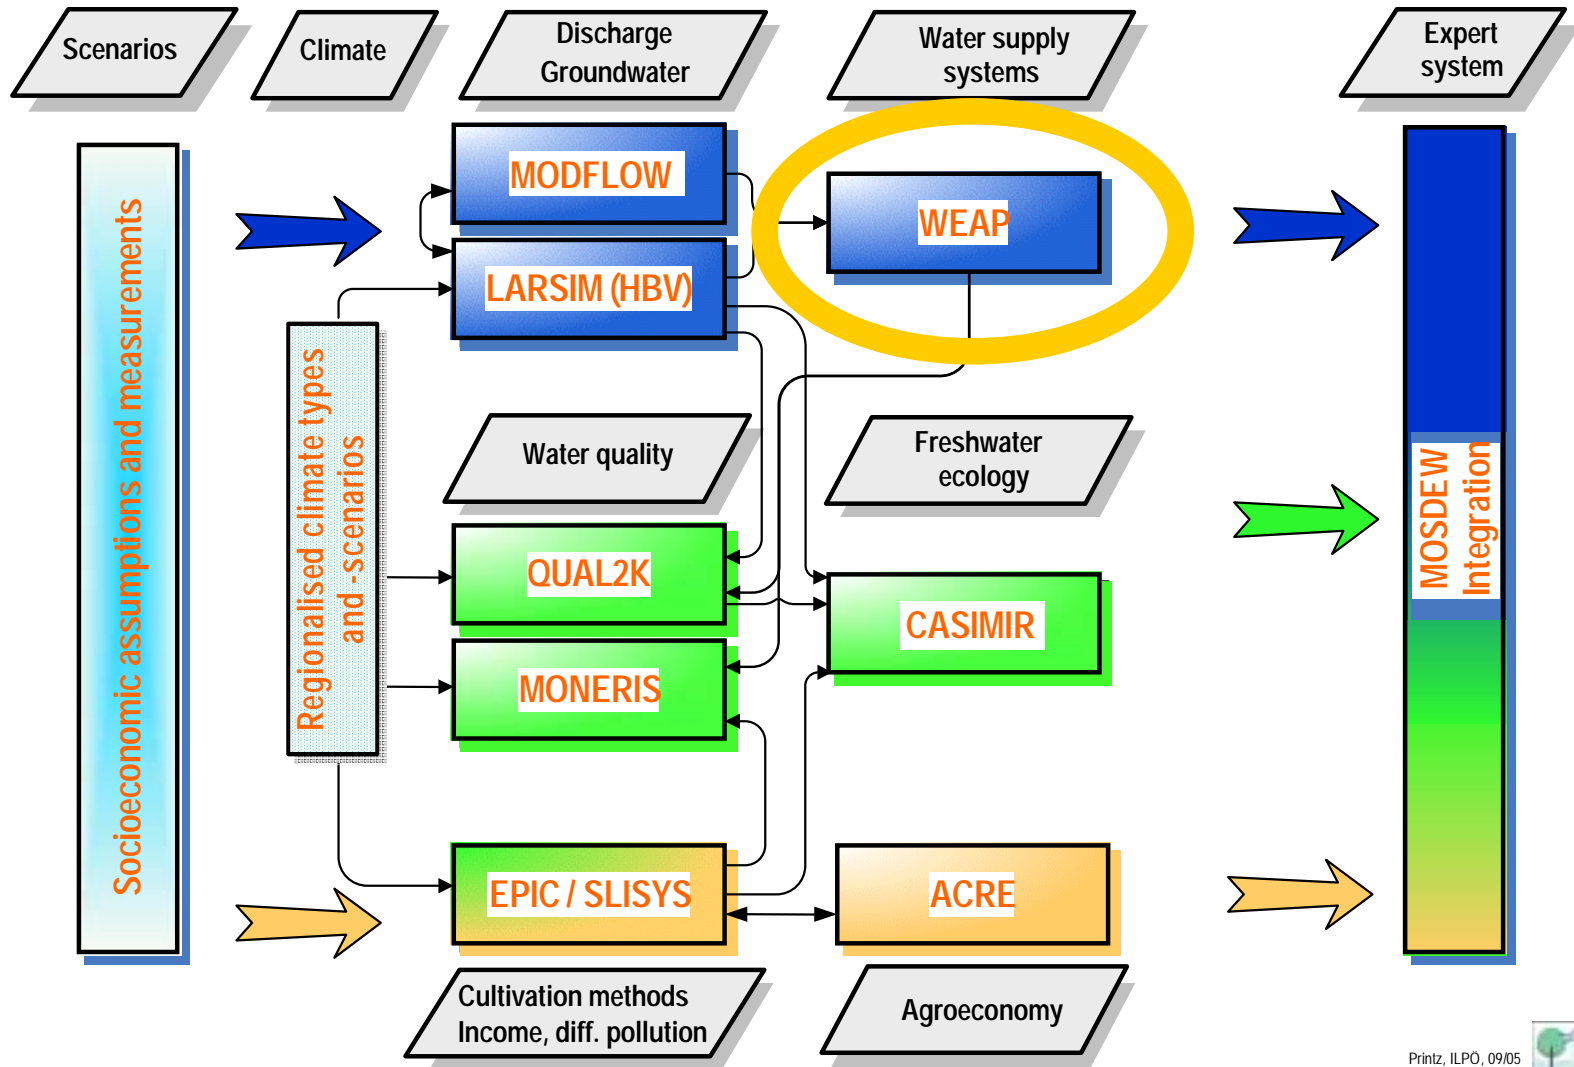 Scenarios
Climate
Discharge
Groundwater
Water supply
systems
Expert
system
MODFLOW
WEAP
LARSIM (HBV)
Socioeconomic assumptions and measurements
Regionalised climate types
and -scenarios
Water quality
Freshwater
ecology
MOSDEW
Integration
QUAL2K
CASIMIR
MONERIS
EPIC / SLISYS
ACRE
Cultivation methods
Income, diff. pollution
Agroeconomy
Printz, ILPÖ, 09/05